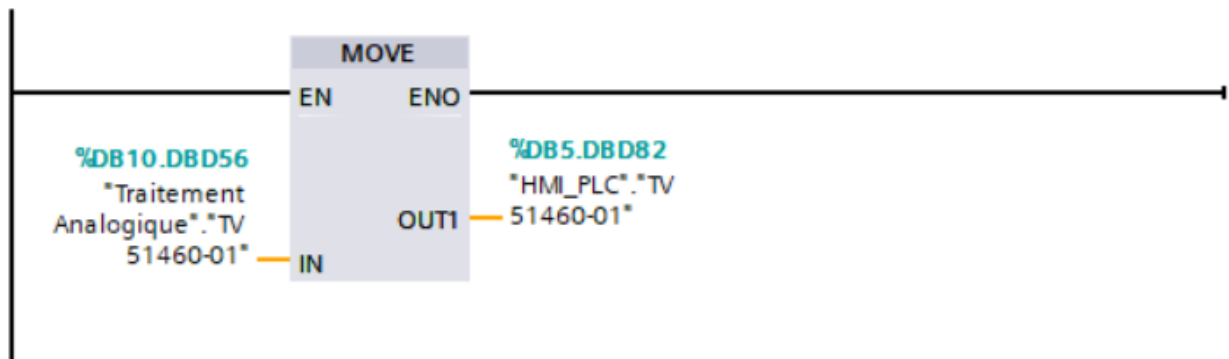 MOVE
EN ENO
%DB10.DBD56
"Traitement
Analogique"."TV
51460-01"
IN
%DB5.DBD82
"HMI_PLC"."TV
51460-01"
OUT1